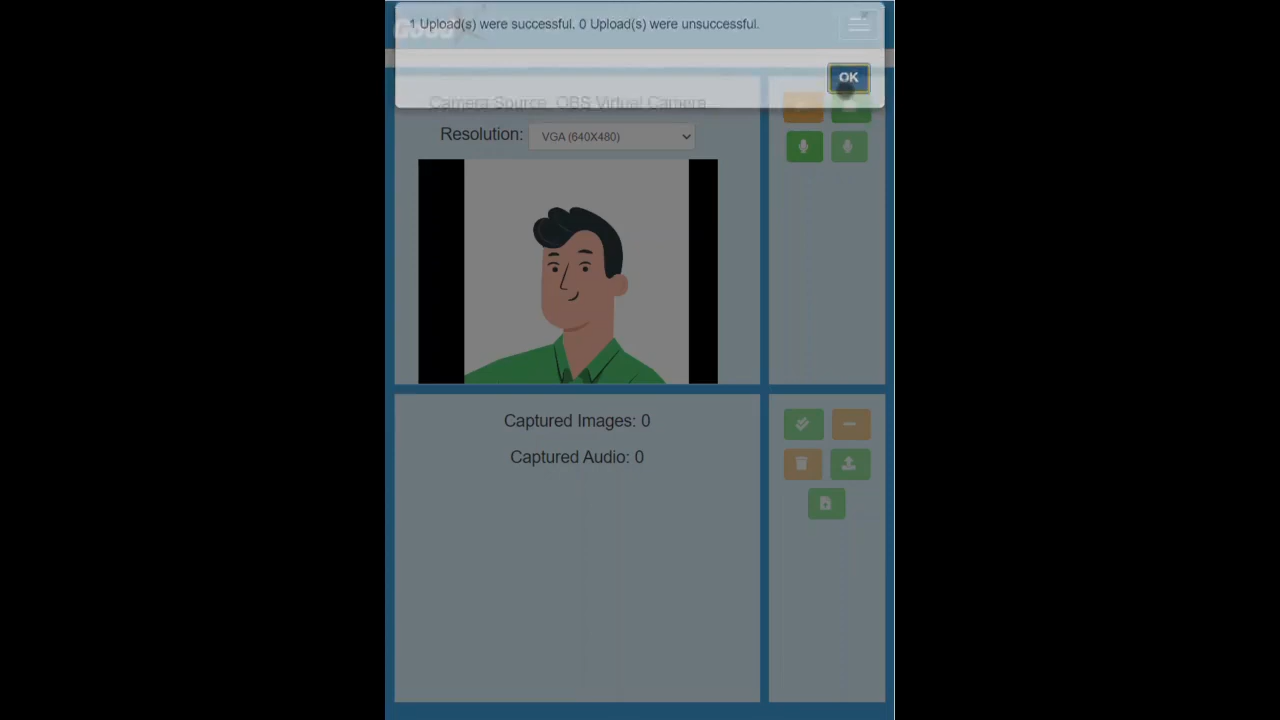 1 Upload(s) were successful. 0 Upload(s) were unsuccessful.
OK
Camera Source: OBS Virtual Camera
Resolution: VGA (640X480)
Captured Images: 0
Captured Audio: 0